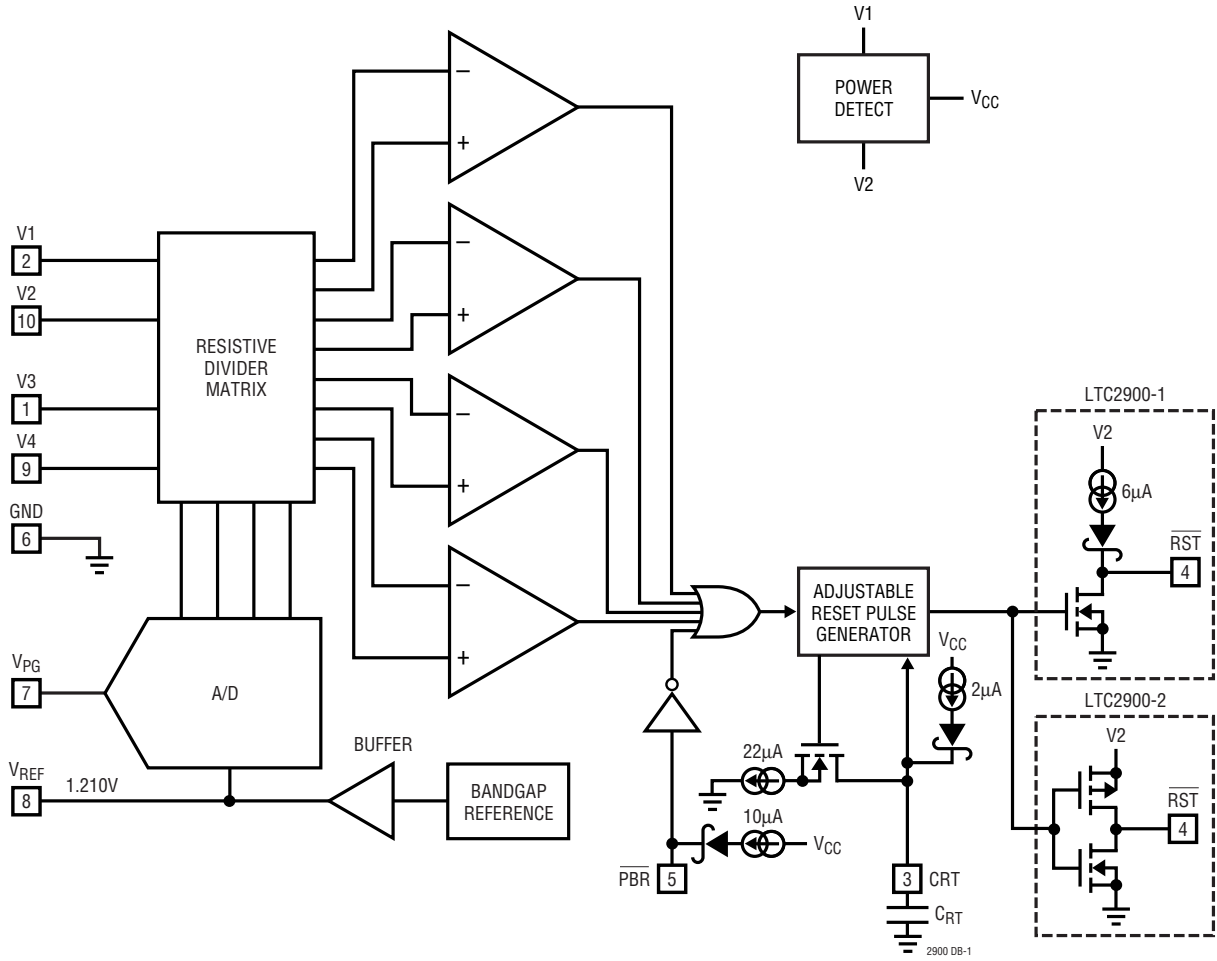 V1
POWER
DETECT
VCC
V2
−
+
−
+
−
+
−
+
V1
2
V2
10
V3
1
V4
9
GND
6
RESISTIVE
DIVIDER
MATRIX
VPG
7
A/D
VREF
8
1.210V
BUFFER
BANDGAP
REFERENCE
ADJUSTABLE
RESET PULSE
GENERATOR
VCC
2µA
22µA
10µA
VCC
PBR
5
3
CRT
CRT
LTC2900-1
V2
6µA
RST
4
LTC2900-2
V2
RST
4
2900 DB-1